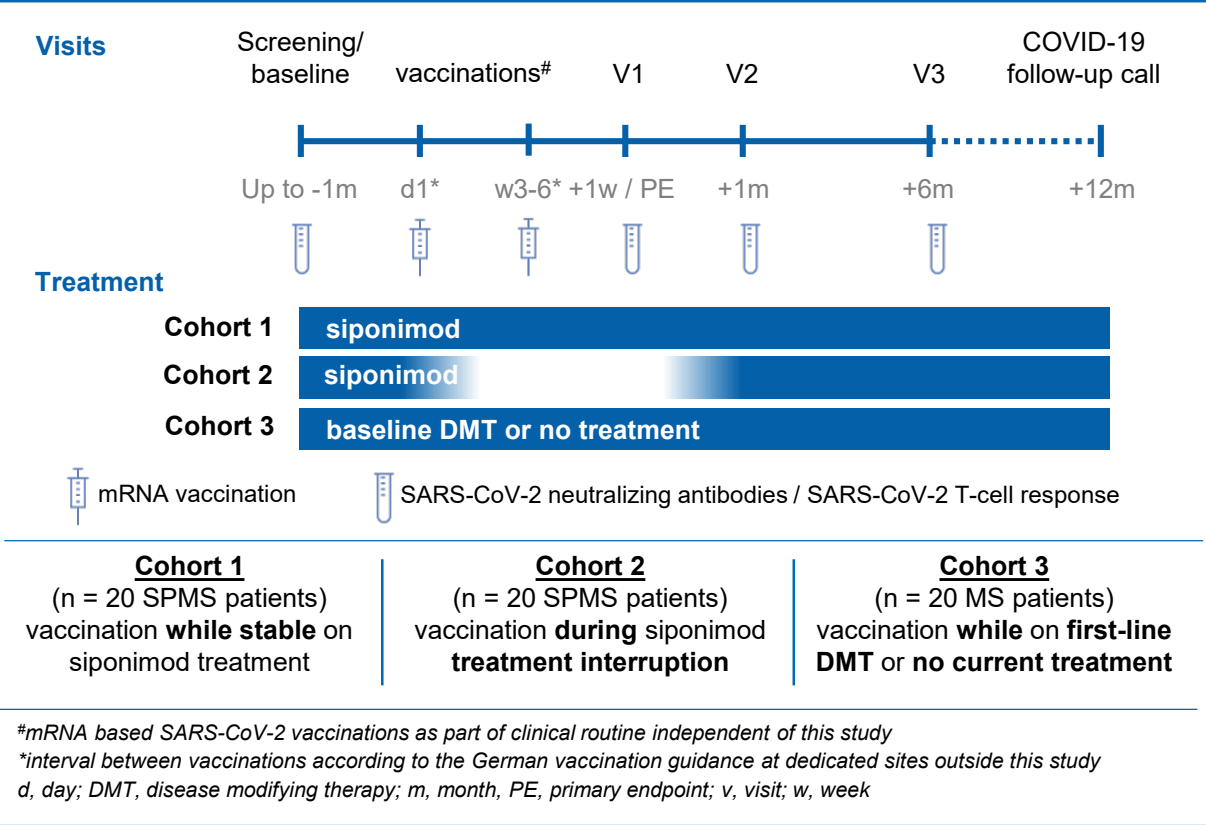 Visits
Screening/
baseline
vaccinations#
V1
V2
V3
COVID-19
follow-up call
Up to -1m
d1*
w3-6*
+1w / PE
+1m
+6m
+12m
Treatment
Cohort 1
siponimod
Cohort 2
siponimod
Cohort 3
baseline DMT or no treatment
mRNA vaccination
SARS-CoV-2 neutralizing antibodies / SARS-CoV-2 T-cell response
Cohort 1
(n = 20 SPMS patients)
vaccination while stable on
siponimod treatment
Cohort 2
(n = 20 SPMS patients)
vaccination during siponimod
treatment interruption
Cohort 3
(n = 20 MS patients)
vaccination while on first-line
DMT or no current treatment
#mRNA based SARS-CoV-2 vaccinations as part of clinical routine independent of this study
*interval between vaccinations according to the German vaccination guidance at dedicated sites outside this study
d, day; DMT, disease modifying therapy; m, month, PE, primary endpoint; v, visit; w, week